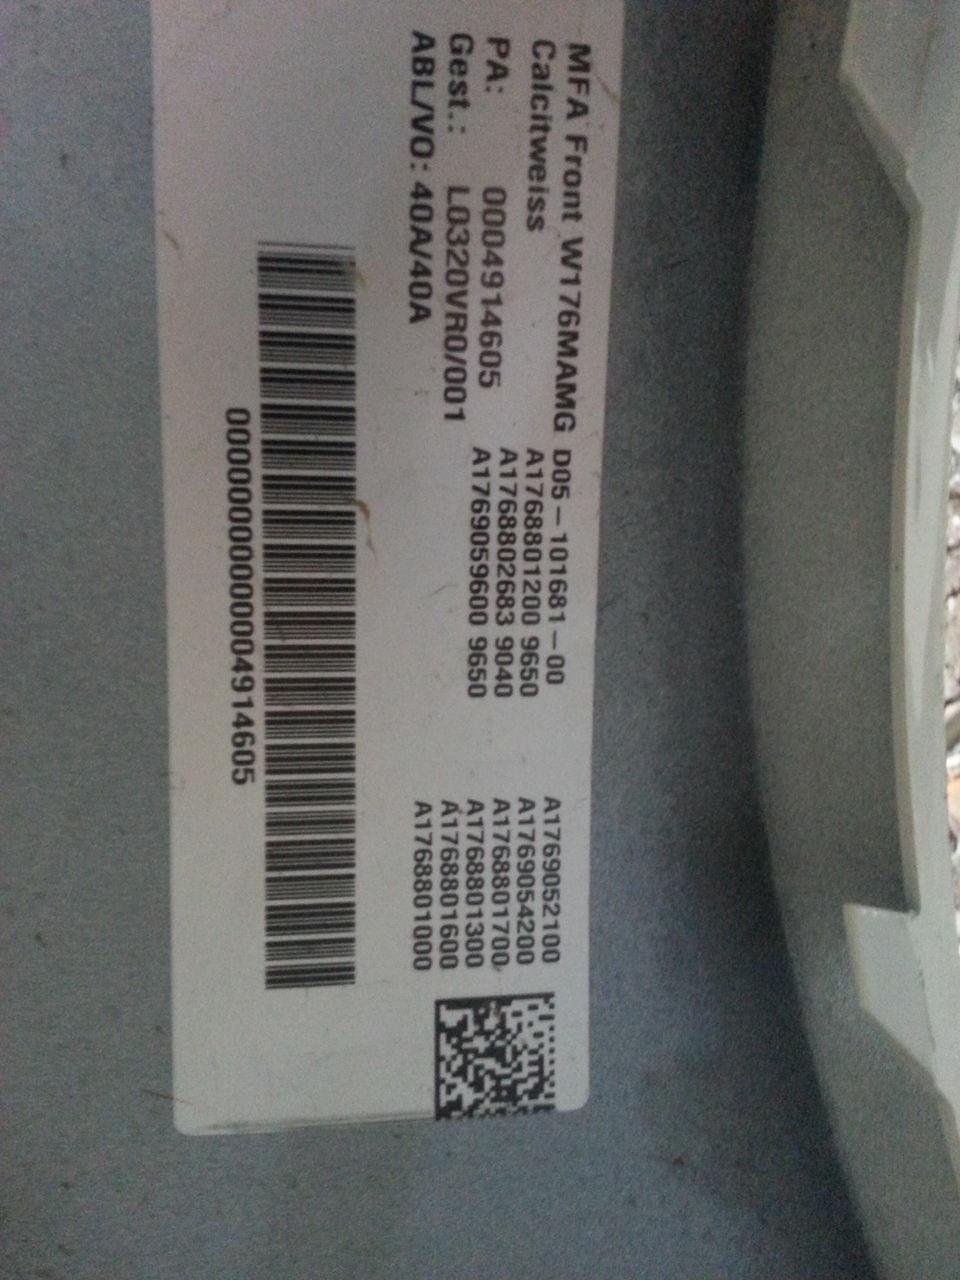 MFA Front W176MAMG D05-101681-00
Calcitweiss
PA: 0004914605
Gest.: L0320VR0/001
ABL/VO: 40A/40A
A1768801200 9650
A1768802683 9040
A1769059600 9650
A1769052100
A1769054200
A1768801700
A1768801300
A1768801600
A1768801000
000000000004914605